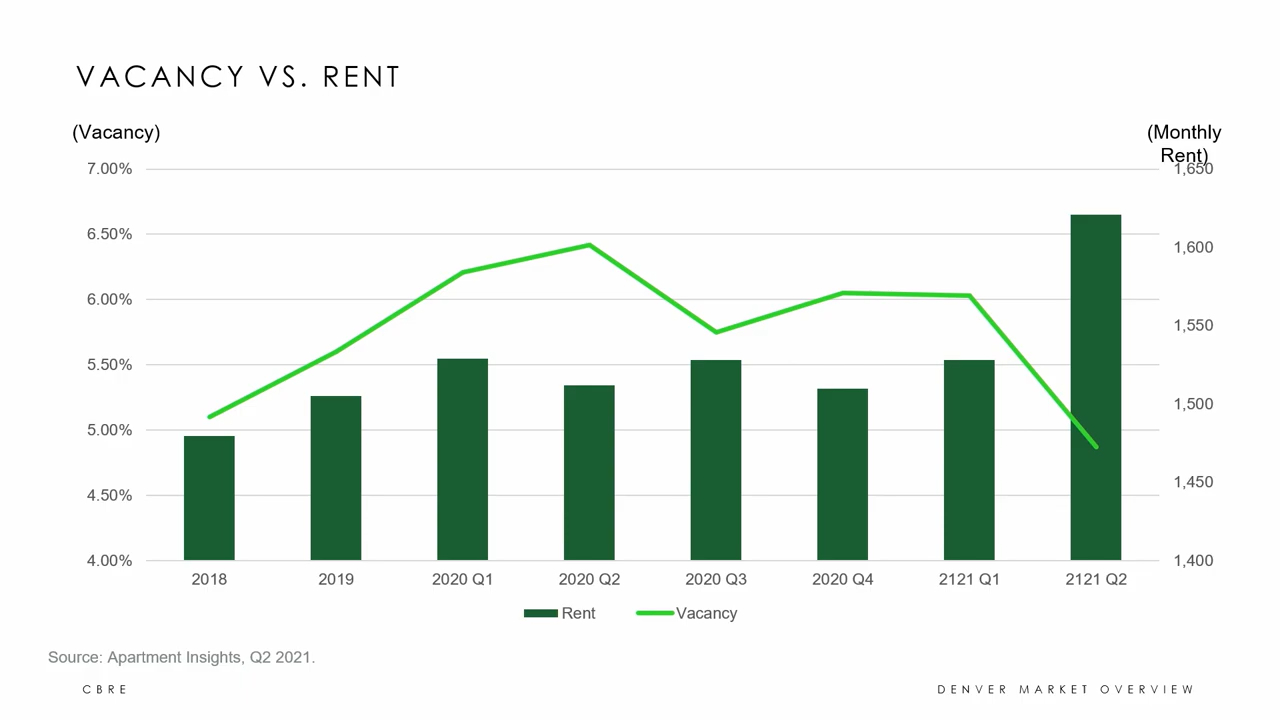 VACANCY VS. RENT
(Vacancy)
(Monthly
Rent)
7.00%
6.50%
6.00%
5.50%
5.00%
4.50%
4.00%
1,650
1,600
1,550
1,500
1,450
1,400
2018 2019 2020 Q1 2020 Q2 2020 Q3 2020 Q4 2121 Q1 2121 Q2
Rent Vacancy
Source: Apartment Insights, Q2 2021.
CBRE
DENVER MARKET OVERVIEW